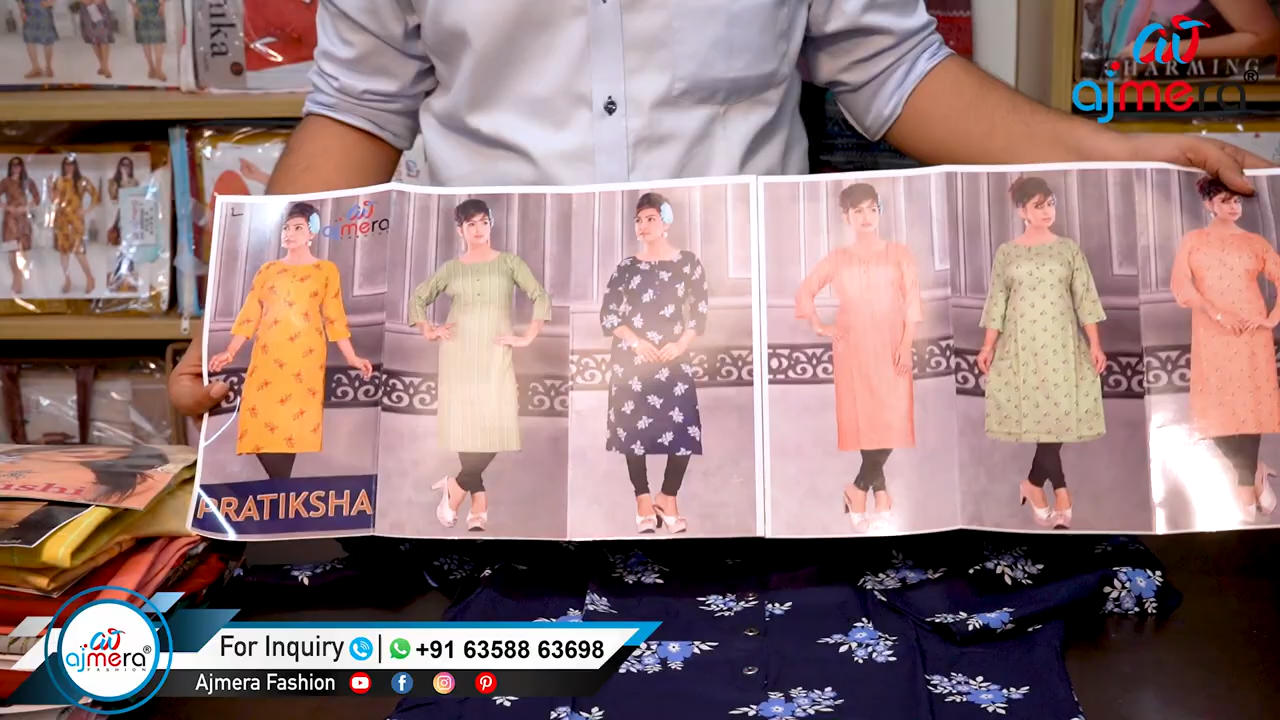 CHARMING
ajmera®
ajmera
PRATIKSHA
For Inquiry | +91 63588 63698
ajmera®
FASHION
Ajmera Fashion